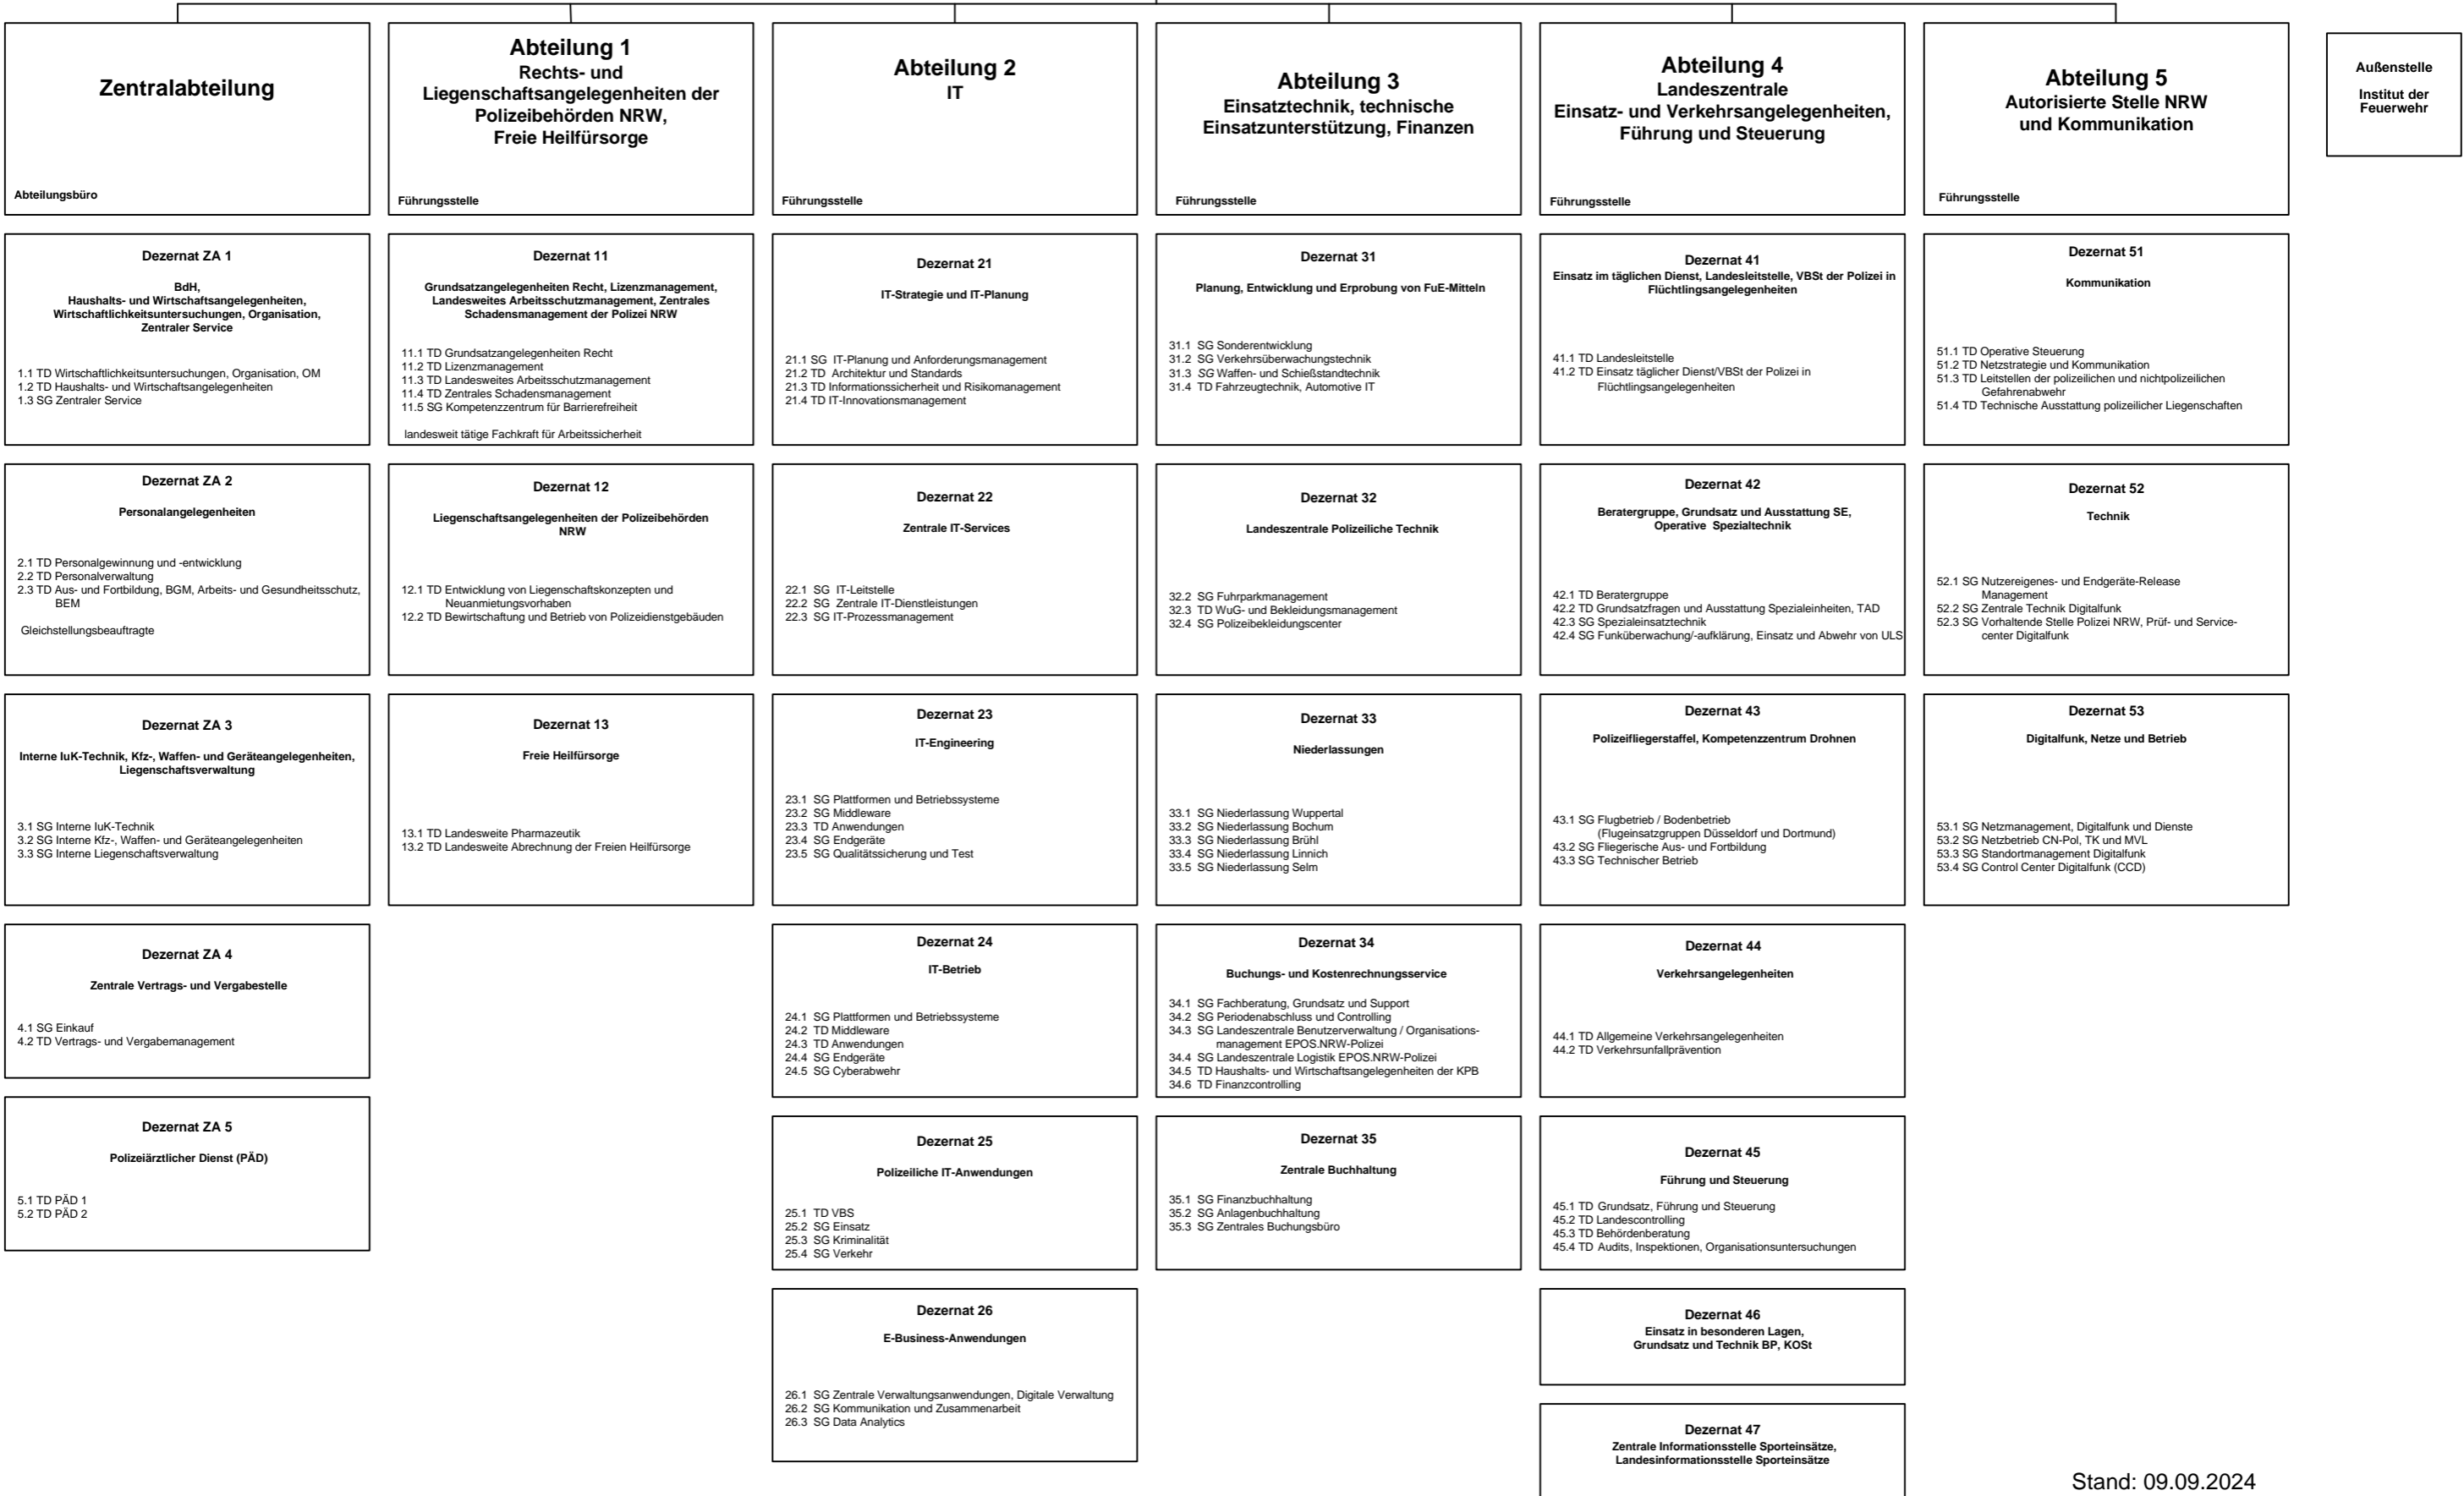 Zentralabteilung
Abteilungsbüro
Dezernat ZA 1
BdH,
Haushalts- und Wirtschaftsangelegenheiten,
Wirtschaftlichkeitsuntersuchungen, Organisation,
Zentraler Service
1.1 TD Wirtschaftlichkeitsuntersuchungen, Organisation, OM
1.2 TD Haushalts- und Wirtschaftsangelegenheiten
1.3 SG Zentraler Service
Dezernat ZA 2
Personalangelegenheiten
2.1 TD Personalgewinnung und -entwicklung
2.2 TD Personalverwaltung
2.3 TD Aus- und Fortbildung, BGM, Arbeits- und Gesundheitsschutz,
BEM
Gleichstellungsbeauftragte
Dezernat ZA 3
Interne IuK-Technik, Kfz-, Waffen- und Geräteangelegenheiten,
Liegenschaftsverwaltung
3.1 SG Interne IuK-Technik
3.2 SG Interne Kfz-, Waffen- und Geräteangelegenheiten
3.3 SG Interne Liegenschaftsverwaltung
Dezernat ZA 4
Zentrale Vertrags- und Vergabestelle
4.1 SG Einkauf
4.2 TD Vertrags- und Vergabemanagement
Dezernat ZA 5
Polizeiärztlicher Dienst (PÄD)
5.1 TD PÄD 1
5.2 TD PÄD 2
Abteilung 1
Rechts- und
Liegenschaftsangelegenheiten der
Polizeibehörden NRW,
Freie Heilfürsorge
Führungsstelle
Dezernat 11
Grundsatzangelegenheiten Recht, Lizenzmanagement,
Landesweites Arbeitsschutzmanagement, Zentrales
Schadensmanagement der Polizei NRW
11.1 TD Grundsatzangelegenheiten Recht
11.2 TD Lizenzmanagement
11.3 TD Landesweites Arbeitsschutzmanagement
11.4 TD Zentrales Schadensmanagement
11.5 SG Kompetenzzentrum für Barrierefreiheit
landesweit tätige Fachkraft für Arbeitssicherheit
Dezernat 12
Liegenschaftsangelegenheiten der Polizeibehörden
NRW
12.1 TD Entwicklung von Liegenschaftskonzepten und
Neuanmietungsvorhaben
12.2 TD Bewirtschaftung und Betrieb von Polizeidienstgebäuden
Dezernat 13
Freie Heilfürsorge
13.1 TD Landesweite Pharmazeutik
13.2 TD Landesweite Abrechnung der Freien Heilfürsorge
Abteilung 2
IT
Führungsstelle
Dezernat 21
IT-Strategie und IT-Planung
21.1 SG IT-Planung und Anforderungsmanagement
21.2 TD Architektur und Standards
21.3 TD Informationssicherheit und Risikomanagement
21.4 TD IT-Innovationsmanagement
Dezernat 22
Zentrale IT-Services
22.1 SG IT-Leitstelle
22.2 SG Zentrale IT-Dienstleistungen
22.3 SG IT-Prozessmanagement
Dezernat 23
IT-Engineering
23.1 SG Plattformen und Betriebssysteme
23.2 SG Middleware
23.3 TD Anwendungen
23.4 SG Endgeräte
23.5 SG Qualitätssicherung und Test
Dezernat 24
IT-Betrieb
24.1 SG Plattformen und Betriebssysteme
24.2 TD Middleware
24.3 TD Anwendungen
24.4 SG Endgeräte
24.5 SG Cyberabwehr
Dezernat 25
Polizeiliche IT-Anwendungen
25.1 TD VBS
25.2 SG Einsatz
25.3 SG Kriminalität
25.4 SG Verkehr
Dezernat 26
E-Business-Anwendungen
26.1 SG Zentrale Verwaltungsanwendungen, Digitale Verwaltung
26.2 SG Kommunikation und Zusammenarbeit
26.3 SG Data Analytics
Abteilung 3
Einsatztechnik, technische
Einsatzunterstützung, Finanzen
Führungsstelle
Dezernat 31
Planung, Entwicklung und Erprobung von FuE-Mitteln
31.1 SG Sonderentwicklung
31.2 SG Verkehrsüberwachungstechnik
31.3 SG Waffen- und Schießstandtechnik
31.4 TD Fahrzeugtechnik, Automotive IT
Dezernat 32
Landeszentrale Polizeiliche Technik
32.2 SG Fuhrparkmanagement
32.3 TD WuG- und Bekleidungsmanagement
32.4 SG Polizeibekleidungscenter
Dezernat 33
Niederlassungen
33.1 SG Niederlassung Wuppertal
33.2 SG Niederlassung Bochum
33.3 SG Niederlassung Brühl
33.4 SG Niederlassung Linnich
33.5 SG Niederlassung Selm
Dezernat 34
Buchungs- und Kostenrechnungsservice
34.1 SG Fachberatung, Grundsatz und Support
34.2 SG Periodenabschluss und Controlling
34.3 SG Landeszentrale Benutzerverwaltung / Organisations-
management EPOS.NRW-Polizei
34.4 SG Landeszentrale Logistik EPOS.NRW-Polizei
34.5 TD Haushalts- und Wirtschaftsangelegenheiten der KPB
34.6 TD Finanzcontrolling
Dezernat 35
Zentrale Buchhaltung
35.1 SG Finanzbuchhaltung
35.2 SG Anlagenbuchhaltung
35.3 SG Zentrales Buchungsbüro
Abteilung 4
Landeszentrale
Einsatz- und Verkehrsangelegenheiten,
Führung und Steuerung
Führungsstelle
Dezernat 41
Einsatz im täglichen Dienst, Landesleitstelle, VBSt der Polizei in
Flüchtlingsangelegenheiten
41.1 TD Landesleitstelle
41.2 TD Einsatz täglicher Dienst/VBSt der Polizei in
Flüchtlingsangelegenheiten
Dezernat 42
Beratergruppe, Grundsatz und Ausstattung SE,
Operative Spezialtechnik
42.1 TD Beratergruppe
42.2 TD Grundsatzfragen und Ausstattung Spezialeinheiten, TAD
42.3 SG Spezialeinsatztechnik
42.4 SG Funküberwachung/-aufklärung, Einsatz und Abwehr von ULS
Dezernat 43
Polizeifliegerstaffel, Kompetenzzentrum Drohnen
43.1 SG Flugbetrieb / Bodenbetrieb
(Flugeinsatzgruppen Düsseldorf und Dortmund)
43.2 SG Fliegerische Aus- und Fortbildung
43.3 SG Technischer Betrieb
Dezernat 44
Verkehrsangelegenheiten
44.1 TD Allgemeine Verkehrsangelegenheiten
44.2 TD Verkehrsunfallprävention
Dezernat 45
Führung und Steuerung
45.1 TD Grundsatz, Führung und Steuerung
45.2 TD Landescontrolling
45.3 TD Behördenberatung
45.4 TD Audits, Inspektionen, Organisationsuntersuchungen
Dezernat 46
Einsatz in besonderen Lagen,
Grundsatz und Technik BP, KOSt
Dezernat 47
Zentrale Informationsstelle Sporteinsätze,
Landesinformationsstelle Sporteinsätze
Abteilung 5
Autorisierte Stelle NRW
und Kommunikation
Führungsstelle
Dezernat 51
Kommunikation
51.1 TD Operative Steuerung
51.2 TD Netzstrategie und Kommunikation
51.3 TD Leitstellen der polizeilichen und nichtpolizeilichen
Gefahrenabwehr
51.4 TD Technische Ausstattung polizeilicher Liegenschaften
Dezernat 52
Technik
52.1 SG Nutzereigenes- und Endgeräte-Release
Management
52.2 SG Zentrale Technik Digitalfunk
52.3 SG Vorhaltende Stelle Polizei NRW, Prüf- und Service-
center Digitalfunk
Dezernat 53
Digitalfunk, Netze und Betrieb
53.1 SG Netzmanagement, Digitalfunk und Dienste
53.2 SG Netzbetrieb CN-Pol, TK und MVL
53.3 SG Standortmanagement Digitalfunk
53.4 SG Control Center Digitalfunk (CCD)
Außenstelle
Institut der
Feuerwehr
Stand: 09.09.2024